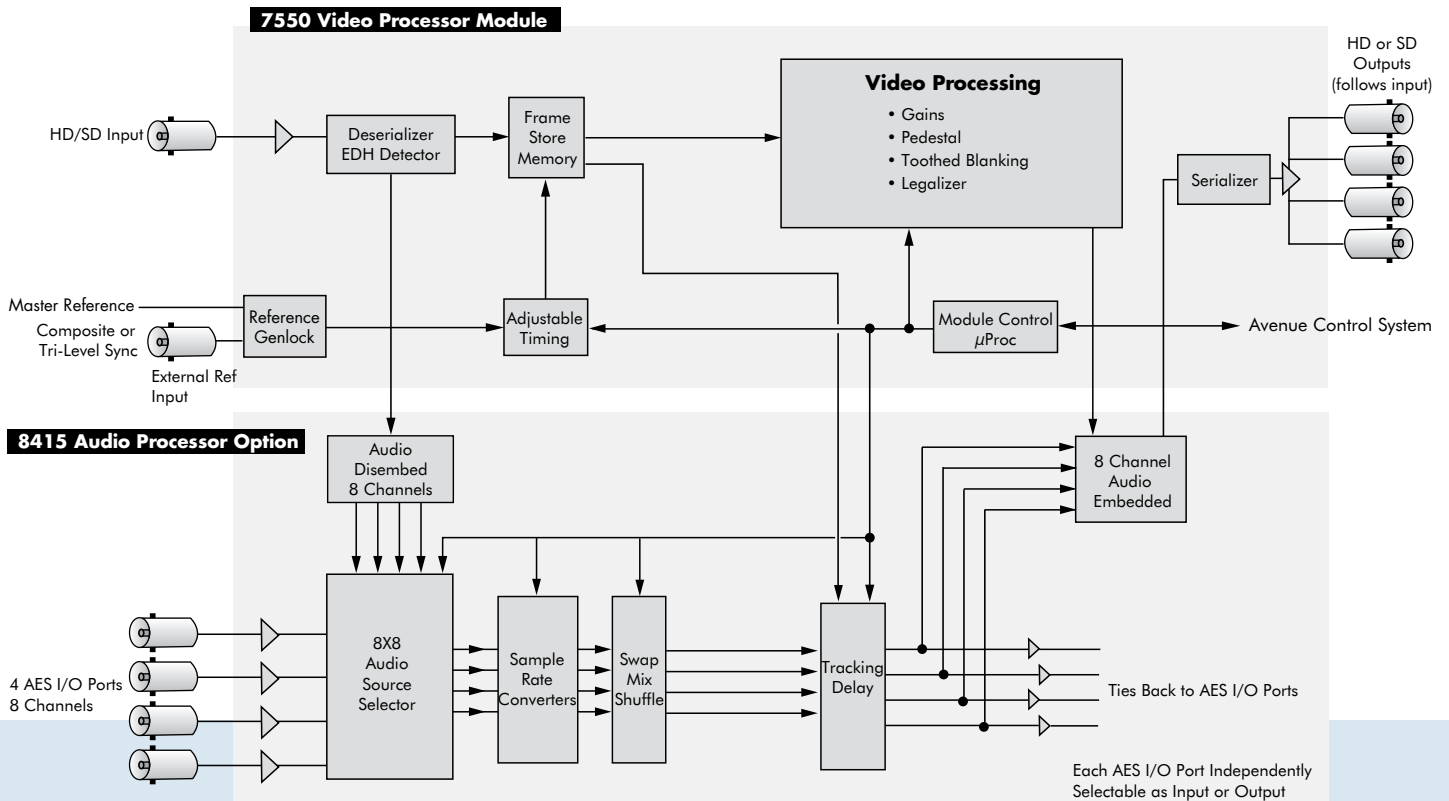 7550 Video Processor Module
HD/SD Input
Deserializer
EDH Detector
Frame
Store
Memory
Video Processing
• Gains
• Pedestal
• Toothed Blanking
• Legalizer
Serializer
HD or SD
Outputs
(follows input)
Master Reference
Composite or
Tri-Level Sync
External Ref
Input
Reference
Genlock
Adjustable
Timing
Module Control
µProc
Avenue Control System
8415 Audio Processor Option
Audio
Disembed
8 Channels
8 Channel
Audio
Embedded
4 AES I/O Ports
8 Channels
8X8
Audio
Source
Selector
Sample
Rate
Converters
Swap
Mix
Shuffle
Tracking
Delay
Ties Back to AES I/O Ports
Each AES I/O Port Independently
Selectable as Input or Output